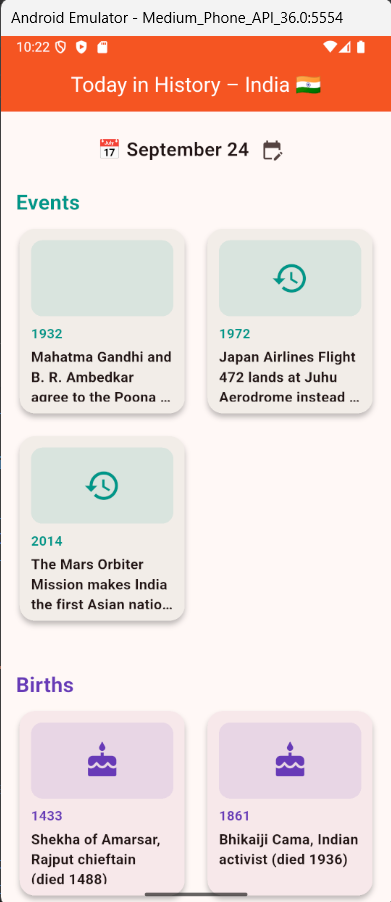 Android Emulator - Medium_Phone_API_36.0:5554
10:22
Today in History – India 🇮🇳
📅 September 24
Events
1932
Mahatma Gandhi and
B. R. Ambedkar
agree to the Poona ...
1972
Japan Airlines Flight
472 lands at Juhu
Aerodrome instead ...
2014
The Mars Orbiter
Mission makes India
the first Asian natio...
Births
1433
Shekha of Amarsar,
Rajput chieftain
(died 1488)
1861
Bhikaiji Cama, Indian
activist (died 1936)